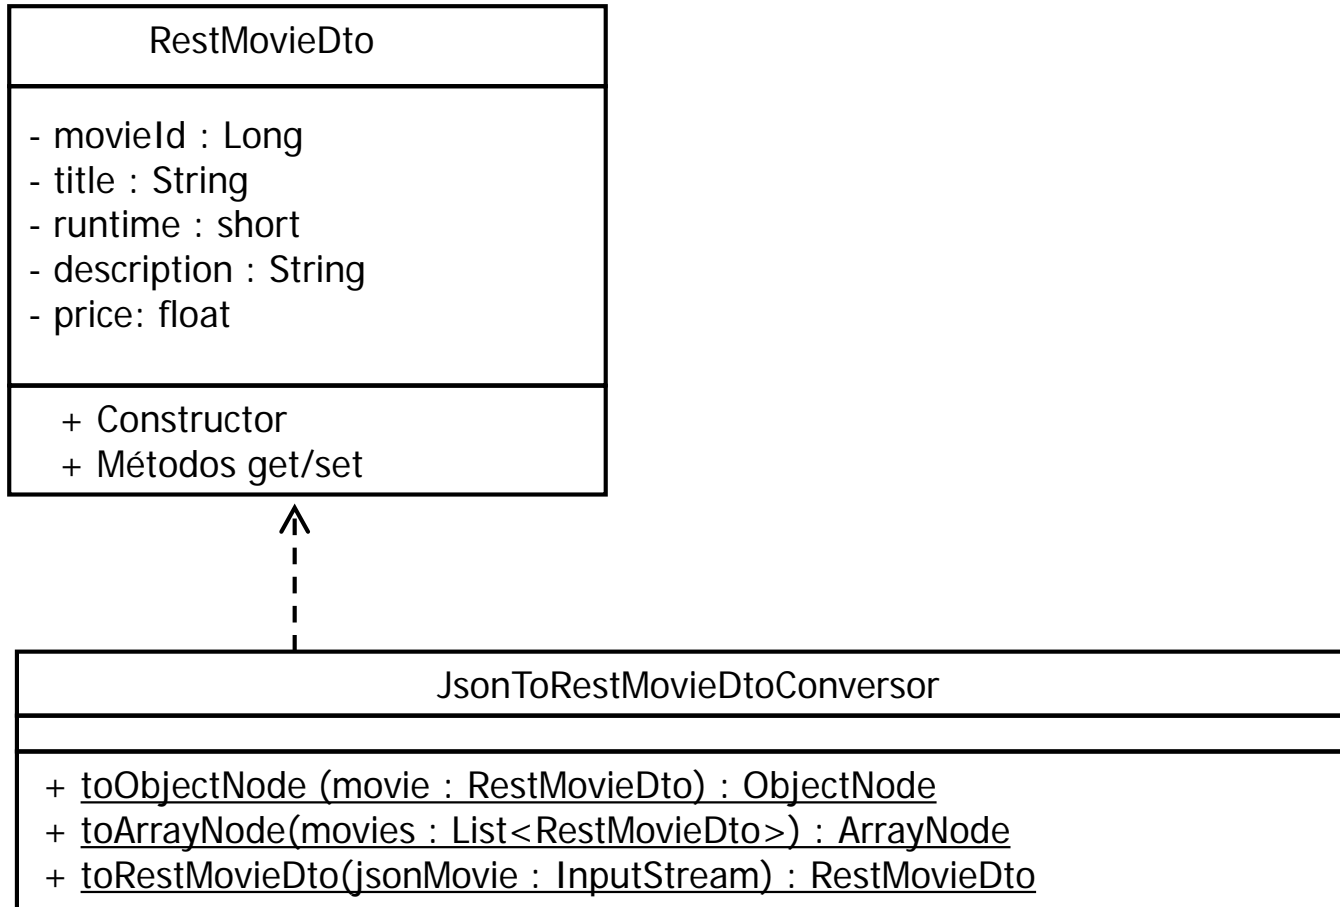 RestMovieDto
- movieId : Long
- title : String
- runtime : short
- description : String
- price: float
+ Constructor
+ Métodos get/set
JsonToRestMovieDtoConversor
+ toObjectNode (movie : RestMovieDto) : ObjectNode
+ toArrayNode(movies : List<RestMovieDto>) : ArrayNode
+ toRestMovieDto(jsonMovie : InputStream) : RestMovieDto